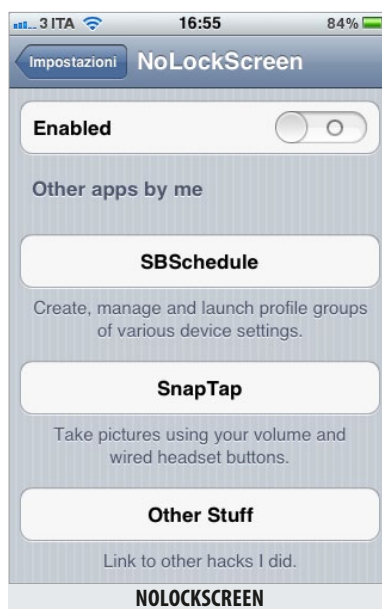 3 ITA 16:55 84%
Impostazioni NoLockScreen
Enabled
Other apps by me
SBSchedule
Create, manage and launch profile groups
of various device settings.
SnapTap
Take pictures using your volume and
wired headset buttons.
Other Stuff
Link to other hacks I did.
NOLOCKSCREEN